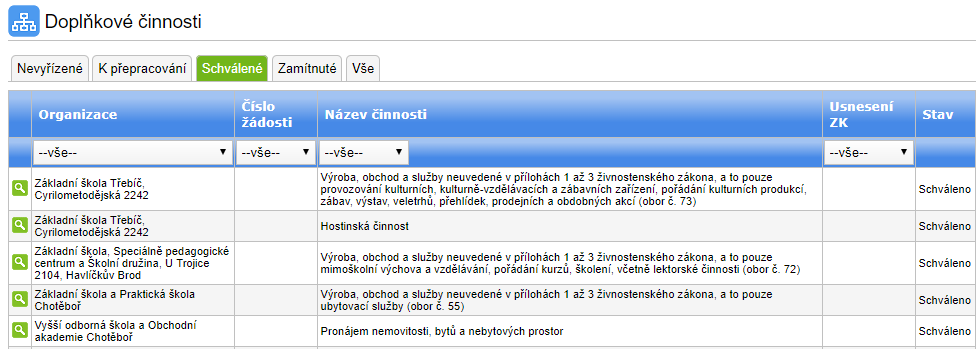 Doplňkové činnosti
Nevyřízené K přepracování Schválené Zamítnuté Vše
Organizace Číslo žádosti Název činnosti Usnesení ZK Stav
--vše-- --vše-- --vše-- --vše--
Základní škola Třebíč,
Cyrilometodějská 2242
Výroba, obchod a služby neuvedené v přílohách 1 až 3 živnostenského zákona, a to pouze
provozování kulturních, kulturně-vzdělávacích a zábavních zařízení, pořádání kulturních produkcí,
zábav, výstav, veletrhů, přehlídek, prodejních a obdobných akcí (obor č. 73)
Schváleno
Základní škola Třebíč,
Cyrilometodějská 2242
Hostinská činnost
Schváleno
Základní škola, Speciálně pedagogické
centrum a Školní družina, U Trojice
2104, Havlíčkův Brod
Výroba, obchod a služby neuvedené v přílohách 1 až 3 živnostenského zákona, a to pouze
mimoškolní výchova a vzdělávání, pořádání kurzů, školení, včetně lektorské činnosti (obor č. 72)
Schváleno
Základní škola a Praktická škola
Chotěboř
Výroba, obchod a služby neuvedené v přílohách 1 až 3 živnostenského zákona, a to pouze
ubytovací služby (obor č. 55)
Schváleno
Vyšší odborná škola a Obchodní
akademie Chotěboř
Pronájem nemovitosti, bytů a nebytových prostor
Schváleno